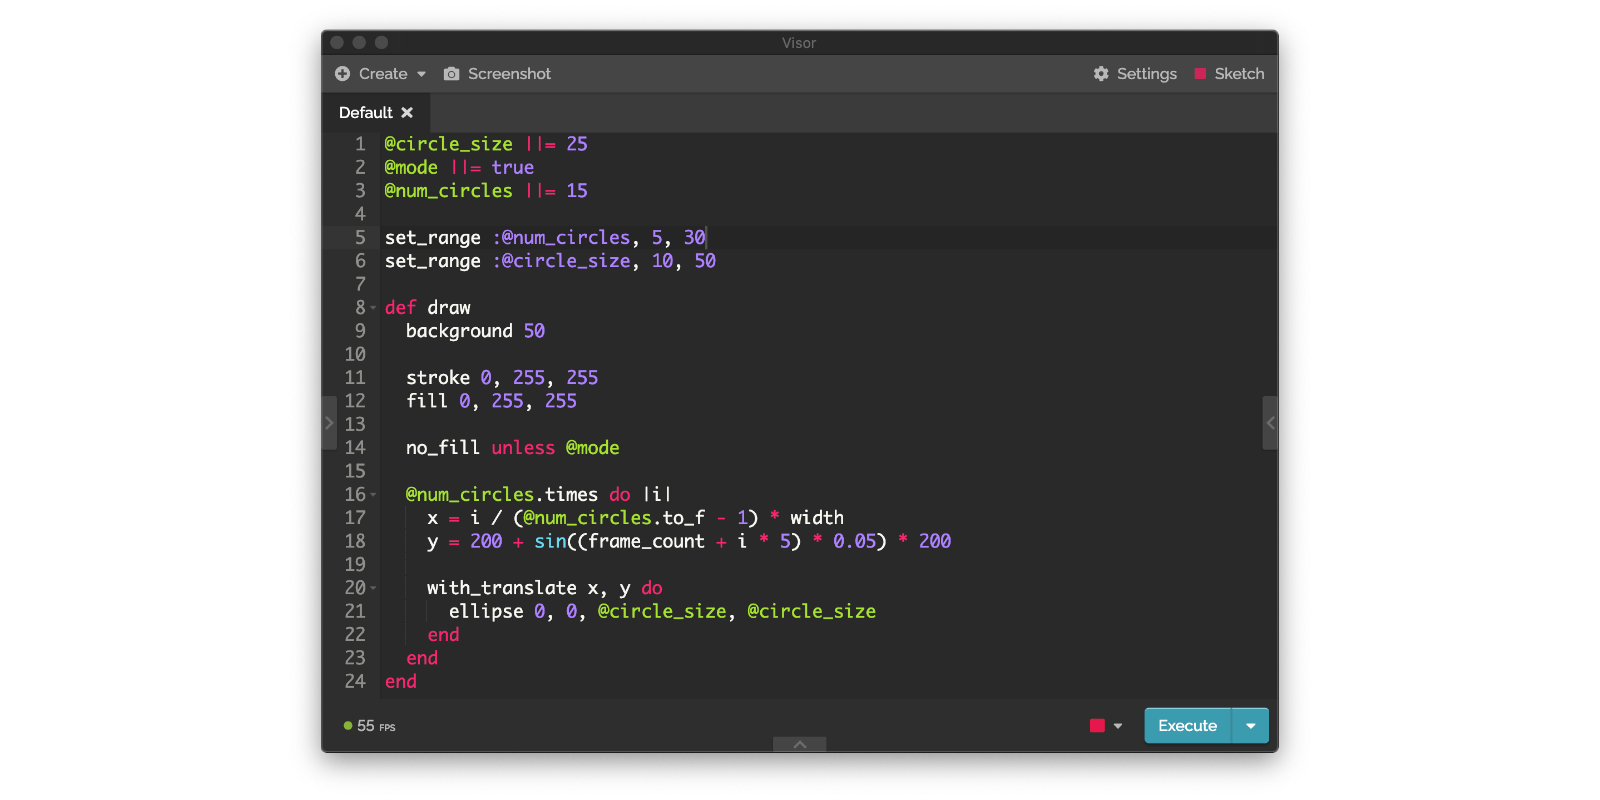 Visor
Create Screenshot Settings Sketch
Default
1 @circle_size ||= 25
2 @mode ||= true
3 @num_circles ||= 15
4
5 set_range :@num_circles, 5, 30
6 set_range :@circle_size, 10, 50
7
8 def draw
9   background 50
10
11   stroke 0, 255, 255
12   fill 0, 255, 255
13
14   no_fill unless @mode
15
16   @num_circles.times do |i|
17     x = i / (@num_circles.to_f - 1) * width
18     y = 200 + sin((frame_count + i * 5) * 0.05) * 200
19
20     with_translate x, y do
21       ellipse 0, 0, @circle_size, @circle_size
22     end
23   end
24 end
55 FPS Execute